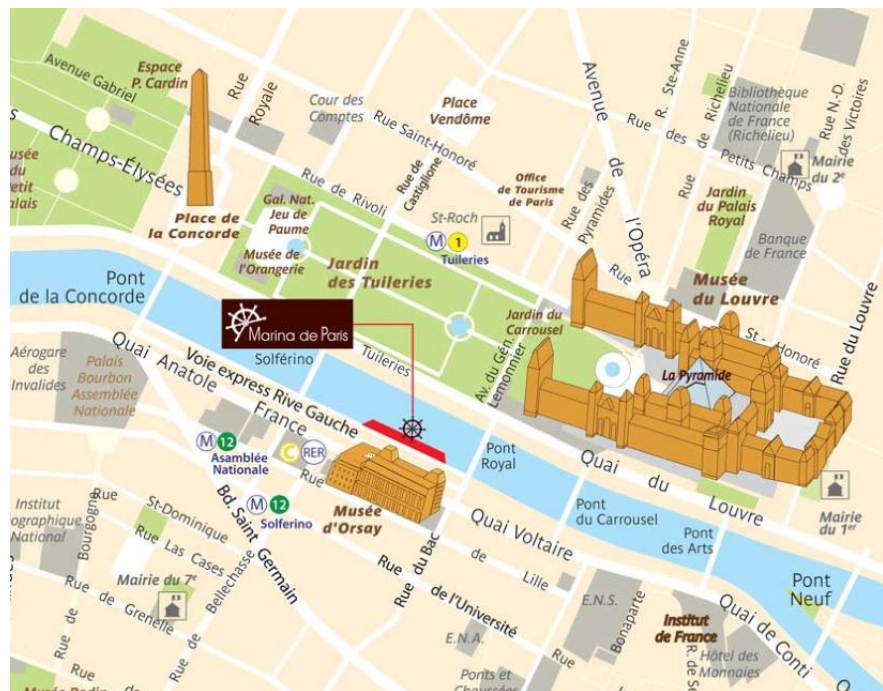 Espace
P. Cardin
Avenue Gabriel
Rue
Royale
Cour des
Comptes
Place
Vendôme
Rue Saint-Honoré
Avenue
de
l'Opéra
R. Ste-Anne
Rue
de
Richelieu
Bibliothèque
Nationale
de France
(Richelieu)
Rue N.-D.
des Victoires
Rue des
Petits Champs
Mairie
du 2e
Champs-Élysées
Place de
la Concorde
Rue de Rivoli
Rue de
Castiglione
Office
de Tourisme
de Paris
Rue des
Pyramides
Jardin
du Palais
Royal
Banque
de France
Gal. Nat.
Jeu de
Paume
Musée de
l'Orangerie
St-Roch
M 1
Tuileries
Jardin
des Tuileries
Rue
St - Honoré
Musée
du Louvre
Rue du Louvre
Pont
de la Concorde
Marina de Paris
Jardin du
Carrousel
La Pyramide
Av. du Gén.
Lemonnier
Solférino
Tuileries
Aérogare
des
Invalides
Palais
Bourbon
Assemblée
Nationale
Quai
Anatole
France
Voie express Rive Gauche
M 12
Asamblée
Nationale
C RER
Rue
Musée
d'Orsay
Pont
Royal
Quai
du
Louvre
Mairie
du 1er
M 12
Solferino
Bd. Saint Germain
Quai Voltaire
Pont
du Carrousel
Pont
des Arts
Pont
Neuf
Institut
ographique
National
Rue
St-Dominique
Rue Las Cases
Rue de
Bourgogne
Mairie du 7e
Rue de
Grenelle
Bellechasse
Rue du Bac
de
Lille
Rue
de l'Université
E.N.S.
E.N.A.
Bonaparte
Institut
de France
Quai de Conti
Hôtel des
Monnaies
R. de Se
Ponts et
Chaussées
Rue
de